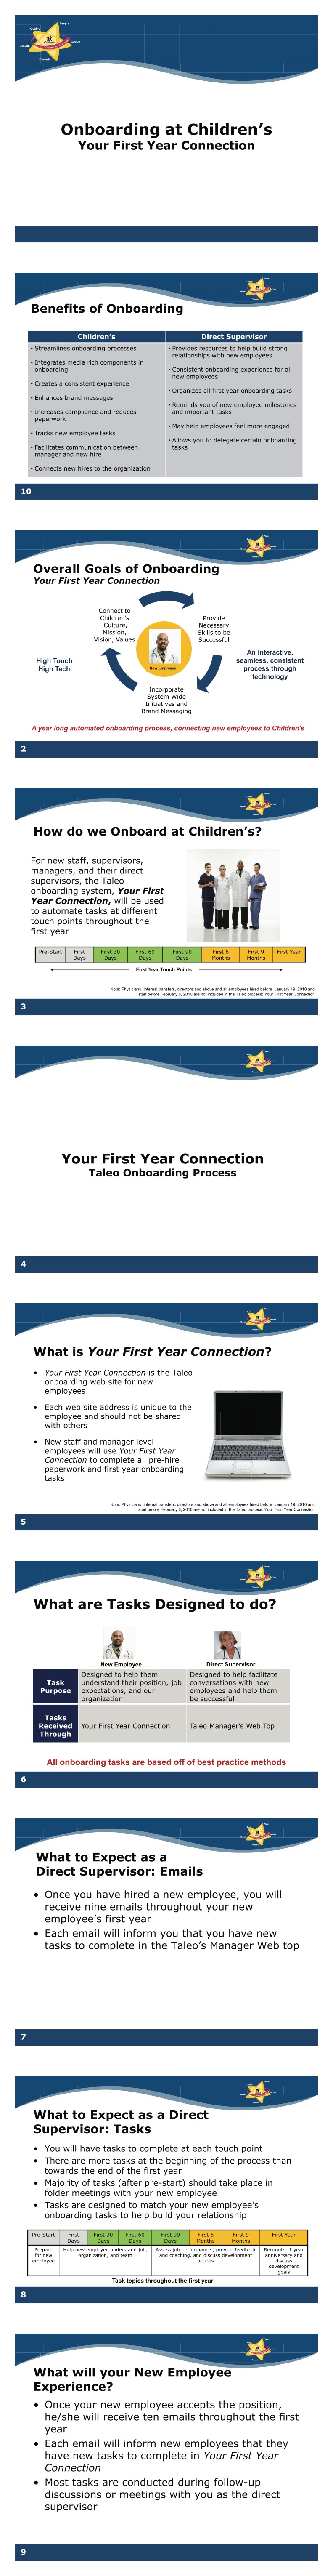 Onboarding at Children's
Your First Year Connection
Benefits of Onboarding
Children's
Direct Supervisor
• Streamlines onboarding processes
• Integrates media rich components in
onboarding
• Creates a consistent experience
• Enhances brand messages
• Increases compliance and reduces
paperwork
• Tracks new employee tasks
• Facilitates communication between
manager and new hire
• Connects new hires to the organization
• Provides resources to help build strong
relationships with new employees
• Consistent onboarding experience for all
new employees
• Organizes all first year onboarding tasks
• Reminds you of new employee milestones
and important tasks
• May help employees feel more engaged
• Allows you to delegate certain onboarding
tasks
10
Overall Goals of Onboarding
Your First Year Connection
Connect to
Children's
Culture,
Mission,
Vision, Values
Provide
Necessary
Skills to be
Successful
High Touch
High Tech
New Employee
An interactive,
seamless, consistent
process through
technology
Incorporate
System Wide
Initiatives and
Brand Messaging
A year long automated onboarding process, connecting new employees to Children's
2
How do we Onboard at Children's?
For new staff, supervisors,
managers, and their direct
supervisors, the Taleo
onboarding system, Your First
Year Connection, will be used
to automate tasks at different
touch points throughout the
first year
Pre-Start
First
Days
First 30
Days
First 60
Days
First 90
Days
First 6
Months
First 9
Months
First Year
First Year Touch Points
Note: Physicians, internal transfers, directors and above and all employees hired before January 19, 2010 and
start before February 8, 2010 are not included in the Taleo process: Your First Year Connection
3
Your First Year Connection
Taleo Onboarding Process
4
What is Your First Year Connection?
• Your First Year Connection is the Taleo
onboarding web site for new
employees
• Each web site address is unique to the
employee and should not be shared
with others
• New staff and manager level
employees will use Your First Year
Connection to complete all pre-hire
paperwork and first year onboarding
tasks
Note: Physicians, internal transfers, directors and above and all employees hired before January 19, 2010 and
start before February 8, 2010 are not included in the Taleo process: Your First Year Connection
5
What are Tasks Designed to do?
New Employee
Direct Supervisor
Task
Purpose
Designed to help them
understand their position, job
expectations, and our
organization
Designed to help facilitate
conversations with new
employees and help them
be successful
Tasks
Received
Through
Your First Year Connection
Taleo Manager's Web Top
All onboarding tasks are based off of best practice methods
6
What to Expect as a
Direct Supervisor: Emails
• Once you have hired a new employee, you will
receive nine emails throughout your new
employee's first year
• Each email will inform you that you have new
tasks to complete in the Taleo's Manager Web top
7
What to Expect as a Direct
Supervisor: Tasks
• You will have tasks to complete at each touch point
• There are more tasks at the beginning of the process than
towards the end of the first year
• Majority of tasks (after pre-start) should take place in
folder meetings with your new employee
• Tasks are designed to match your new employee's
onboarding tasks to help build your relationship
Pre-Start
First
Days
First 30
Days
First 60
Days
First 90
Days
First 6
Months
First 9
Months
First Year
Prepare
for new
employee
Help new employee understand job,
organization, and team
Assess job performance , provide feedback
and coaching, and discuss development
actions
Recognize 1 year
anniversary and
discuss
development
goals
Task topics throughout the first year
8
What will your New Employee
Experience?
• Once your new employee accepts the position,
he/she will receive ten emails throughout the first
year
• Each email will inform new employees that they
have new tasks to complete in Your First Year
Connection
• Most tasks are conducted during follow-up
discussions or meetings with you as the direct
supervisor
9